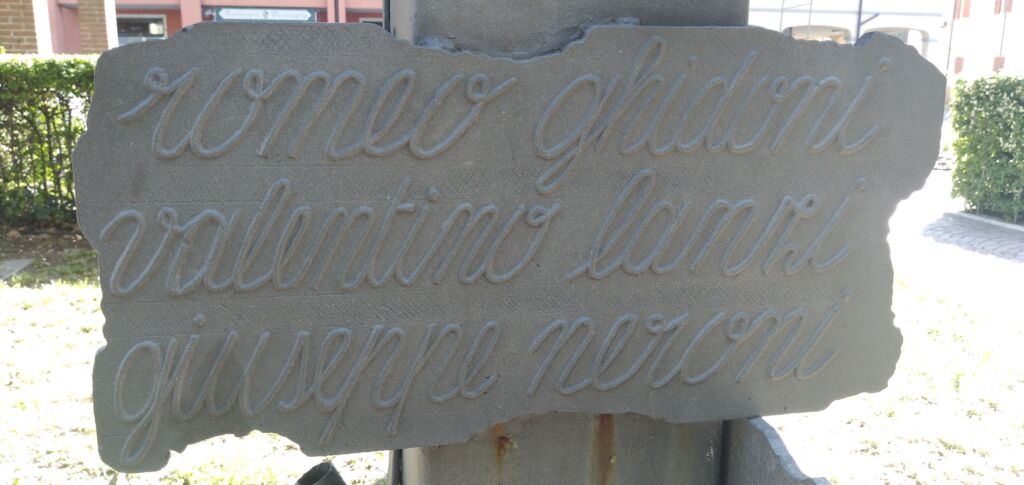 romeo ghidoni
valentino lanzi
giuseppe neroni